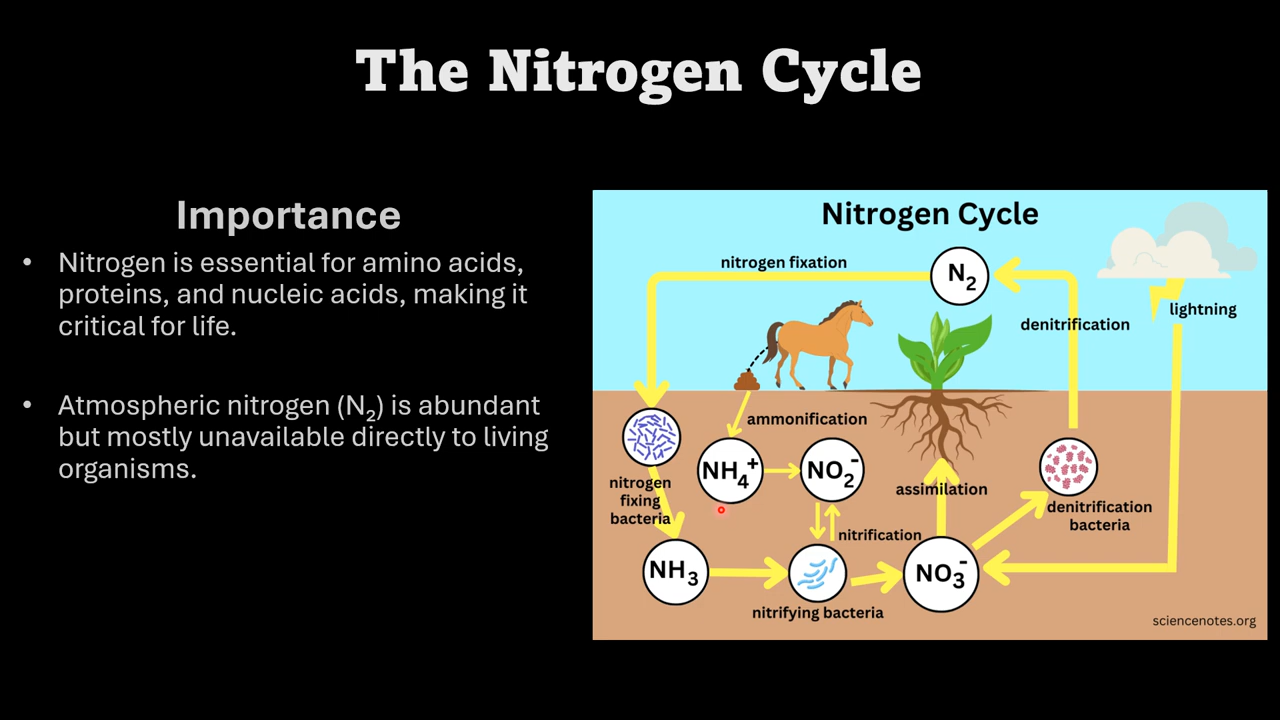 The Nitrogen Cycle
Importance
• Nitrogen is essential for amino acids,
proteins, and nucleic acids, making it
critical for life.
• Atmospheric nitrogen (N₂) is abundant
but mostly unavailable directly to living
organisms.
Nitrogen Cycle
nitrogen fixation
N₂
lightning
denitrification
ammonification
NH₄⁺
NO₂⁻
nitrogen
fixing
bacteria
assimilation
denitrification
bacteria
nitrification
NH₃
NO₃⁻
nitrifying bacteria
sciencenotes.org